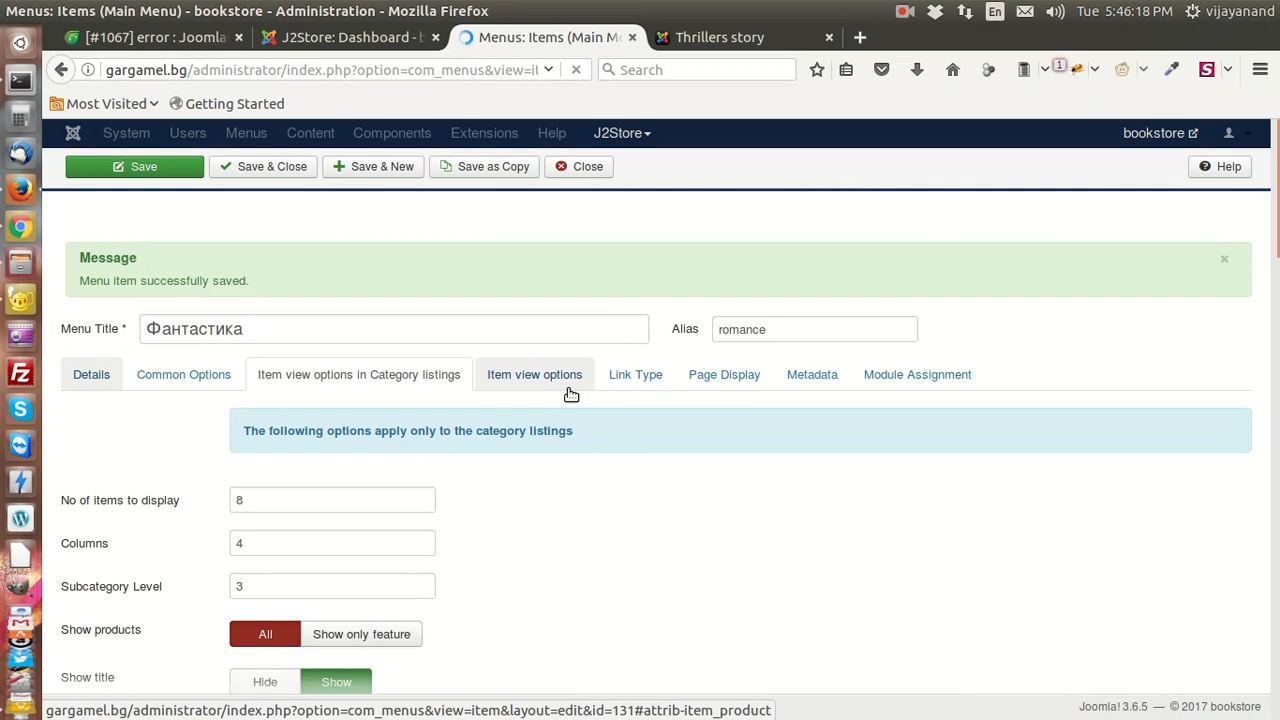 Menus: Items (Main Menu) - bookstore - Administration - Mozilla Firefox
En
Tue 5:46:18 PM
vijayanand
[#1067] error : Joomla
J2Store: Dashboard - b
Menus: Items (Main M
Thrillers story
gargamel.bg/administrator/index.php?option=com_menus&view=it
Search
1
S
Most Visited
Getting Started
System
Users
Menus
Content
Components
Extensions
Help
J2Store
bookstore
Save
Save & Close
Save & New
Save as Copy
Close
Help
Message
Menu item successfully saved.
Menu Title *
Фантастика
Alias
romance
Details
Common Options
Item view options in Category listings
Item view options
Link Type
Page Display
Metadata
Module Assignment
The following options apply only to the category listings
No of items to display
8
Columns
4
Subcategory Level
3
Show products
All
Show only feature
Show title
Hide
Show
gargamel.bg/administrator/index.php?option=com_menus&view=item&layout=edit&id=131#attrib-item_product
Joomla! 3.6.5 — © 2017 bookstore